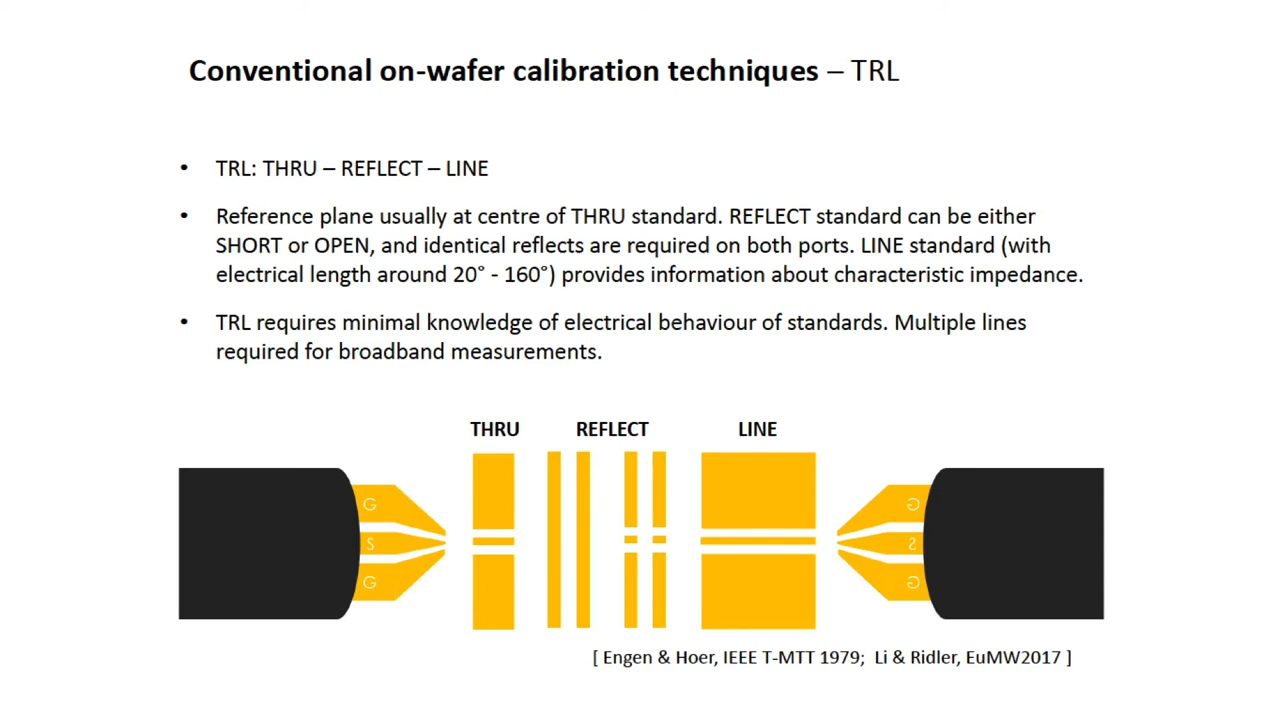 Conventional on-wafer calibration techniques – TRL
• TRL: THRU – REFLECT – LINE
• Reference plane usually at centre of THRU standard. REFLECT standard can be either
SHORT or OPEN, and identical reflects are required on both ports. LINE standard (with
electrical length around 20° - 160°) provides information about characteristic impedance.
• TRL requires minimal knowledge of electrical behaviour of standards. Multiple lines
required for broadband measurements.
THRU REFLECT LINE
G G
S S
G G
[ Engen & Hoer, IEEE T-MTT 1979; Li & Ridler, EuMW2017 ]